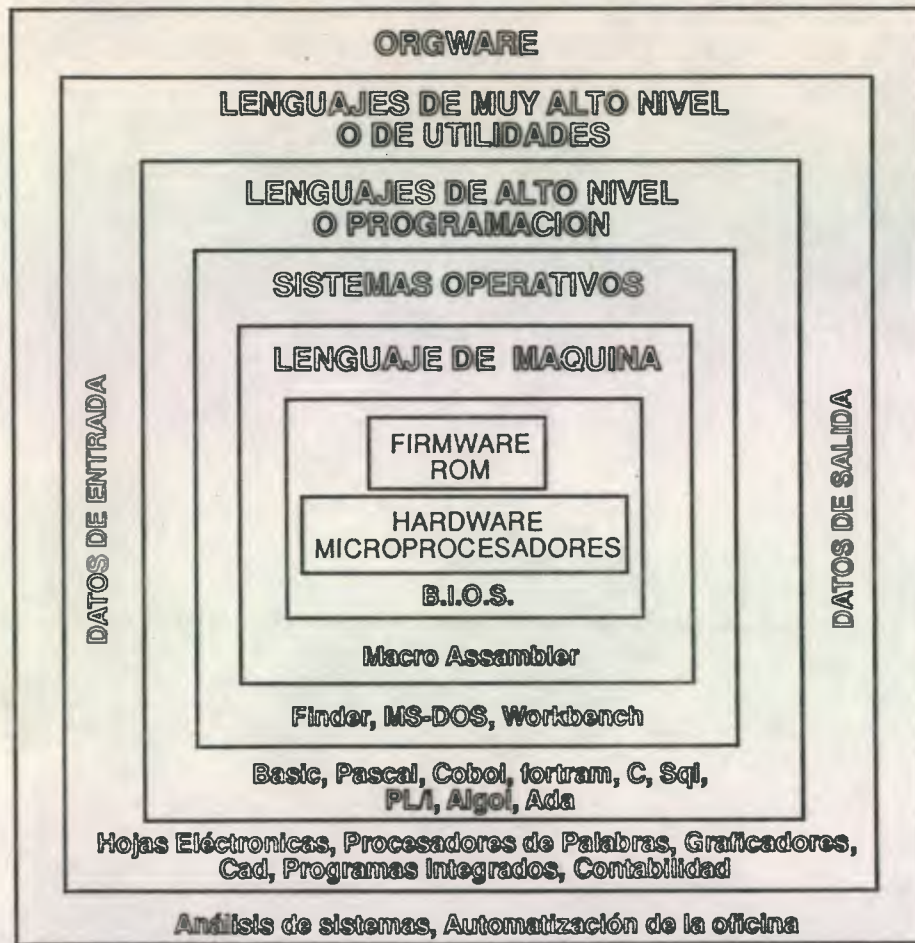 ORGWARE
LENGUAJES DE MUY ALTO NIVEL
O DE UTILIDADES
LENGUAJES DE ALTO NIVEL
O PROGRAMACION
SISTEMAS OPERATIVOS
LENGUAJE DE MAQUINA
FIRMWARE
ROM
HARDWARE
MICROPROCESADORES
B.I.O.S.
Macro Assambler
Finder, MS-DOS, Workbench
Basic, Pascal, Cobol, fortram, C, Sql,
PL/i, Algol, Ada
Hojas Eléctronicas, Procesadores de Palabras, Graficadores,
Cad, Programas Integrados, Contabilidad
Análisis de sistemas, Automatización de la oficina
DATOS DE ENTRADA
DATOS DE SALIDA